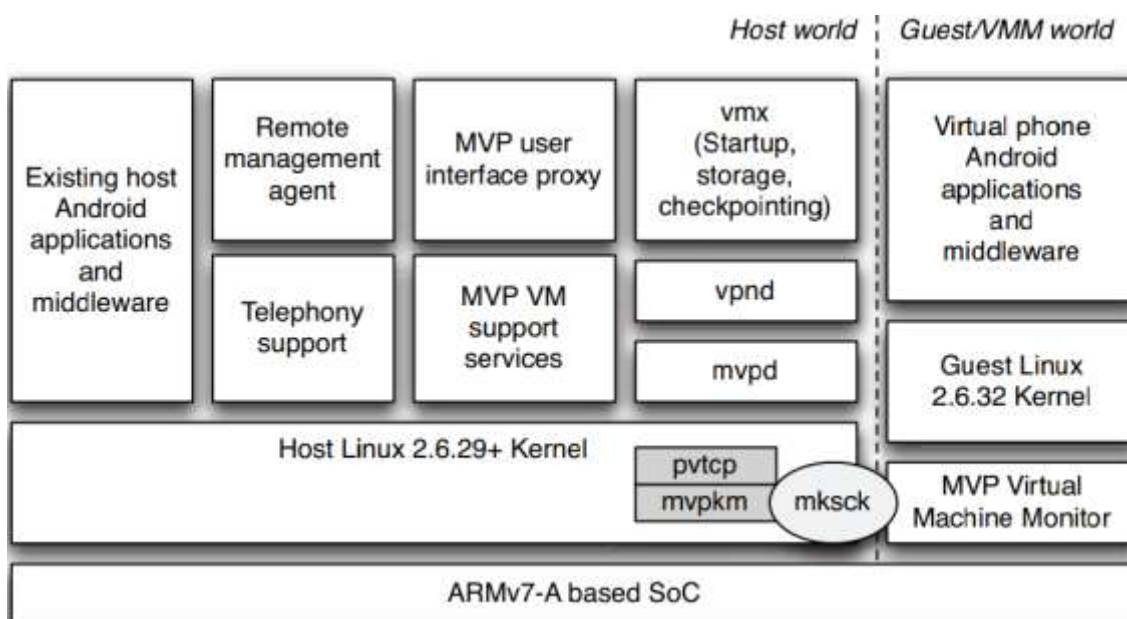 Host world
Guest/VMM world
Existing host
Android
applications
and
middleware
Remote
management
agent
MVP user
interface proxy
vmx
(Startup,
storage,
checkpointing)
Virtual phone
Android
applications
and
middleware
Telephony
support
MVP VM
support
services
vpnd
mvpd
Guest Linux
2.6.32 Kernel
Host Linux 2.6.29+ Kernel
pvtcp
mvpkm
mksck
MVP Virtual
Machine Monitor
ARMv7-A based SoC